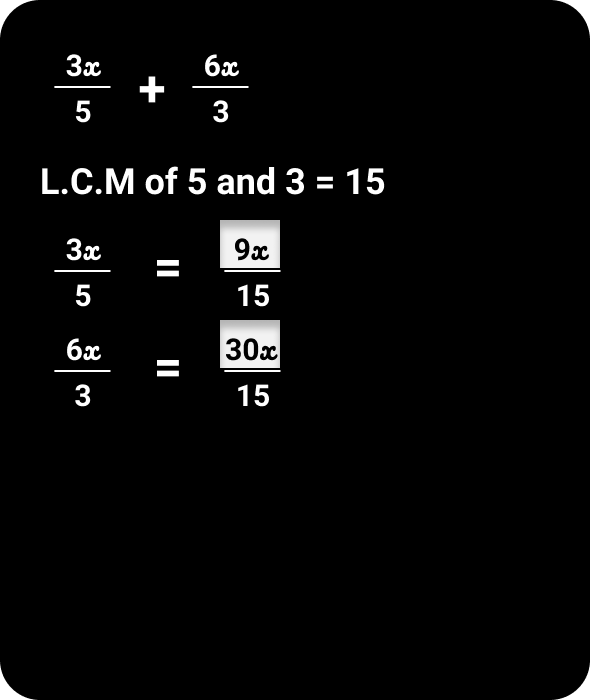 3x/5 + 6x/3
L.C.M of 5 and 3 = 15
3x/5 = 9x/15
6x/3 = 30x/15